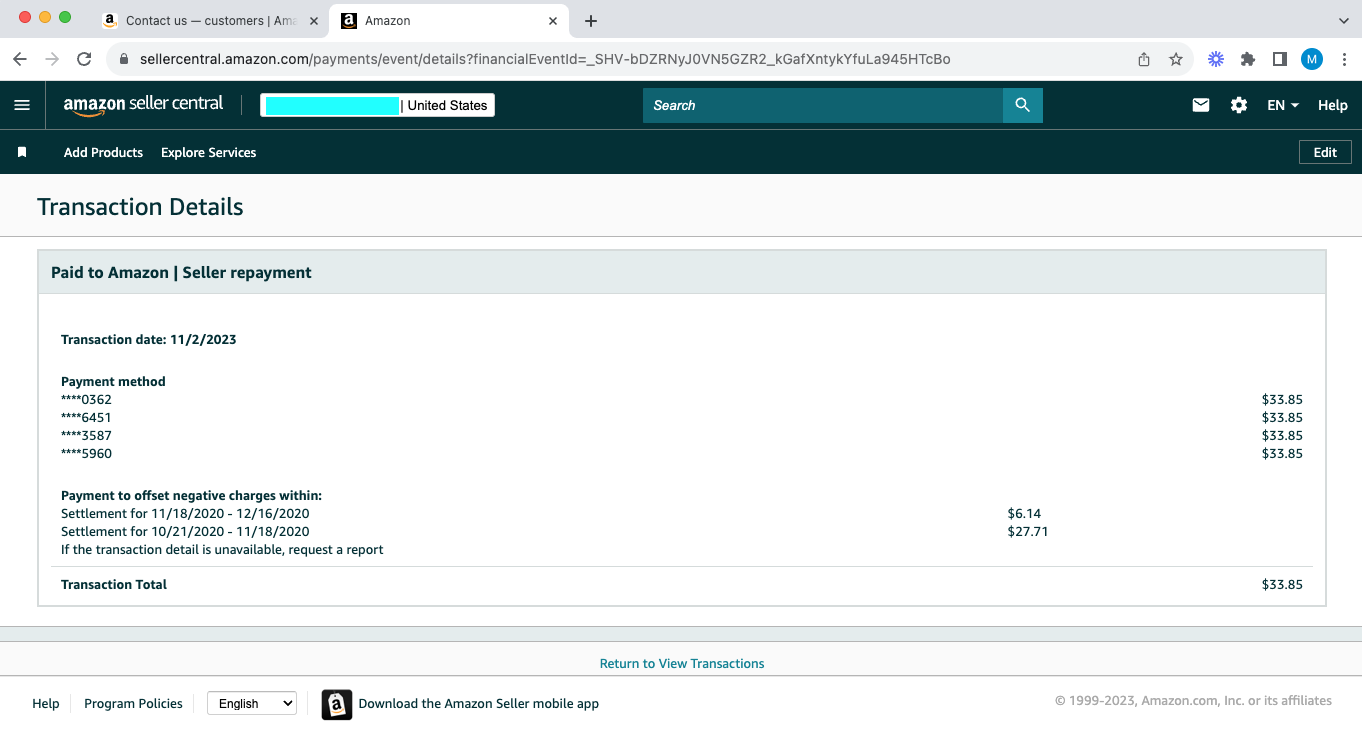 Contact us — customers | Ama
Amazon
sellercentral.amazon.com/payments/event/details?financialEventId=_SHV-bDZRNyJ0VN5GZR2_kGafXntykYfuLa945HTcBo
M
amazon seller central
| United States
Search
EN
Help
Add Products
Explore Services
Edit
Transaction Details
Paid to Amazon | Seller repayment
Transaction date: 11/2/2023
Payment method
****0362 $33.85
****6451 $33.85
****3587 $33.85
****5960 $33.85
Payment to offset negative charges within:
Settlement for 11/18/2020 - 12/16/2020 $6.14
Settlement for 10/21/2020 - 11/18/2020 $27.71
If the transaction detail is unavailable, request a report
Transaction Total $33.85
Return to View Transactions
Help
Program Policies
English
Download the Amazon Seller mobile app
© 1999-2023, Amazon.com, Inc. or its affiliates